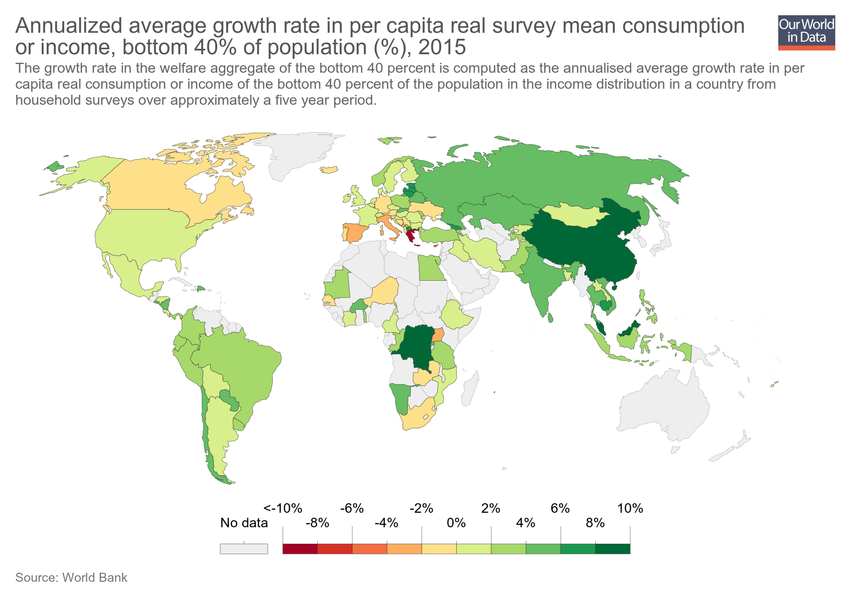 Annualized average growth rate in per capita real survey mean consumption
or income, bottom 40% of population (%), 2015
Our World
in Data
The growth rate in the welfare aggregate of the bottom 40 percent is computed as the annualised average growth rate in per
capita real consumption or income of the bottom 40 percent of the population in the income distribution in a country from
household surveys over approximately a five year period.
<-10% -6% -2% 2% 6% 10%
No data -8% -4% 0% 4% 8%
Source: World Bank